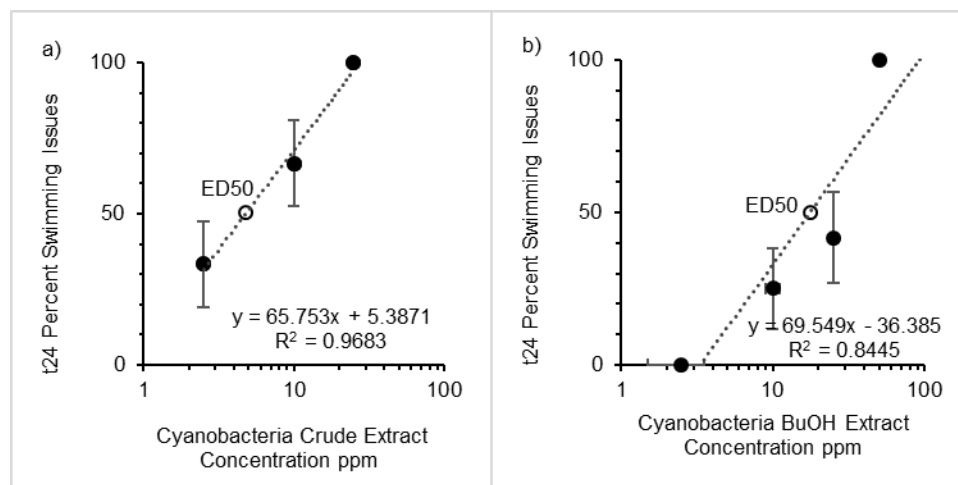 a)
t24 Percent Swimming Issues
100
50
0
ED50
y = 65.753x + 5.3871
R² = 0.9683
1
10
100
Cyanobacteria Crude Extract
Concentration ppm
b)
t24 Percent Swimming Issues
100
50
0
ED50
y = 69.549x - 36.385
R² = 0.8445
1
10
100
Cyanobacteria BuOH Extract
Concentration ppm